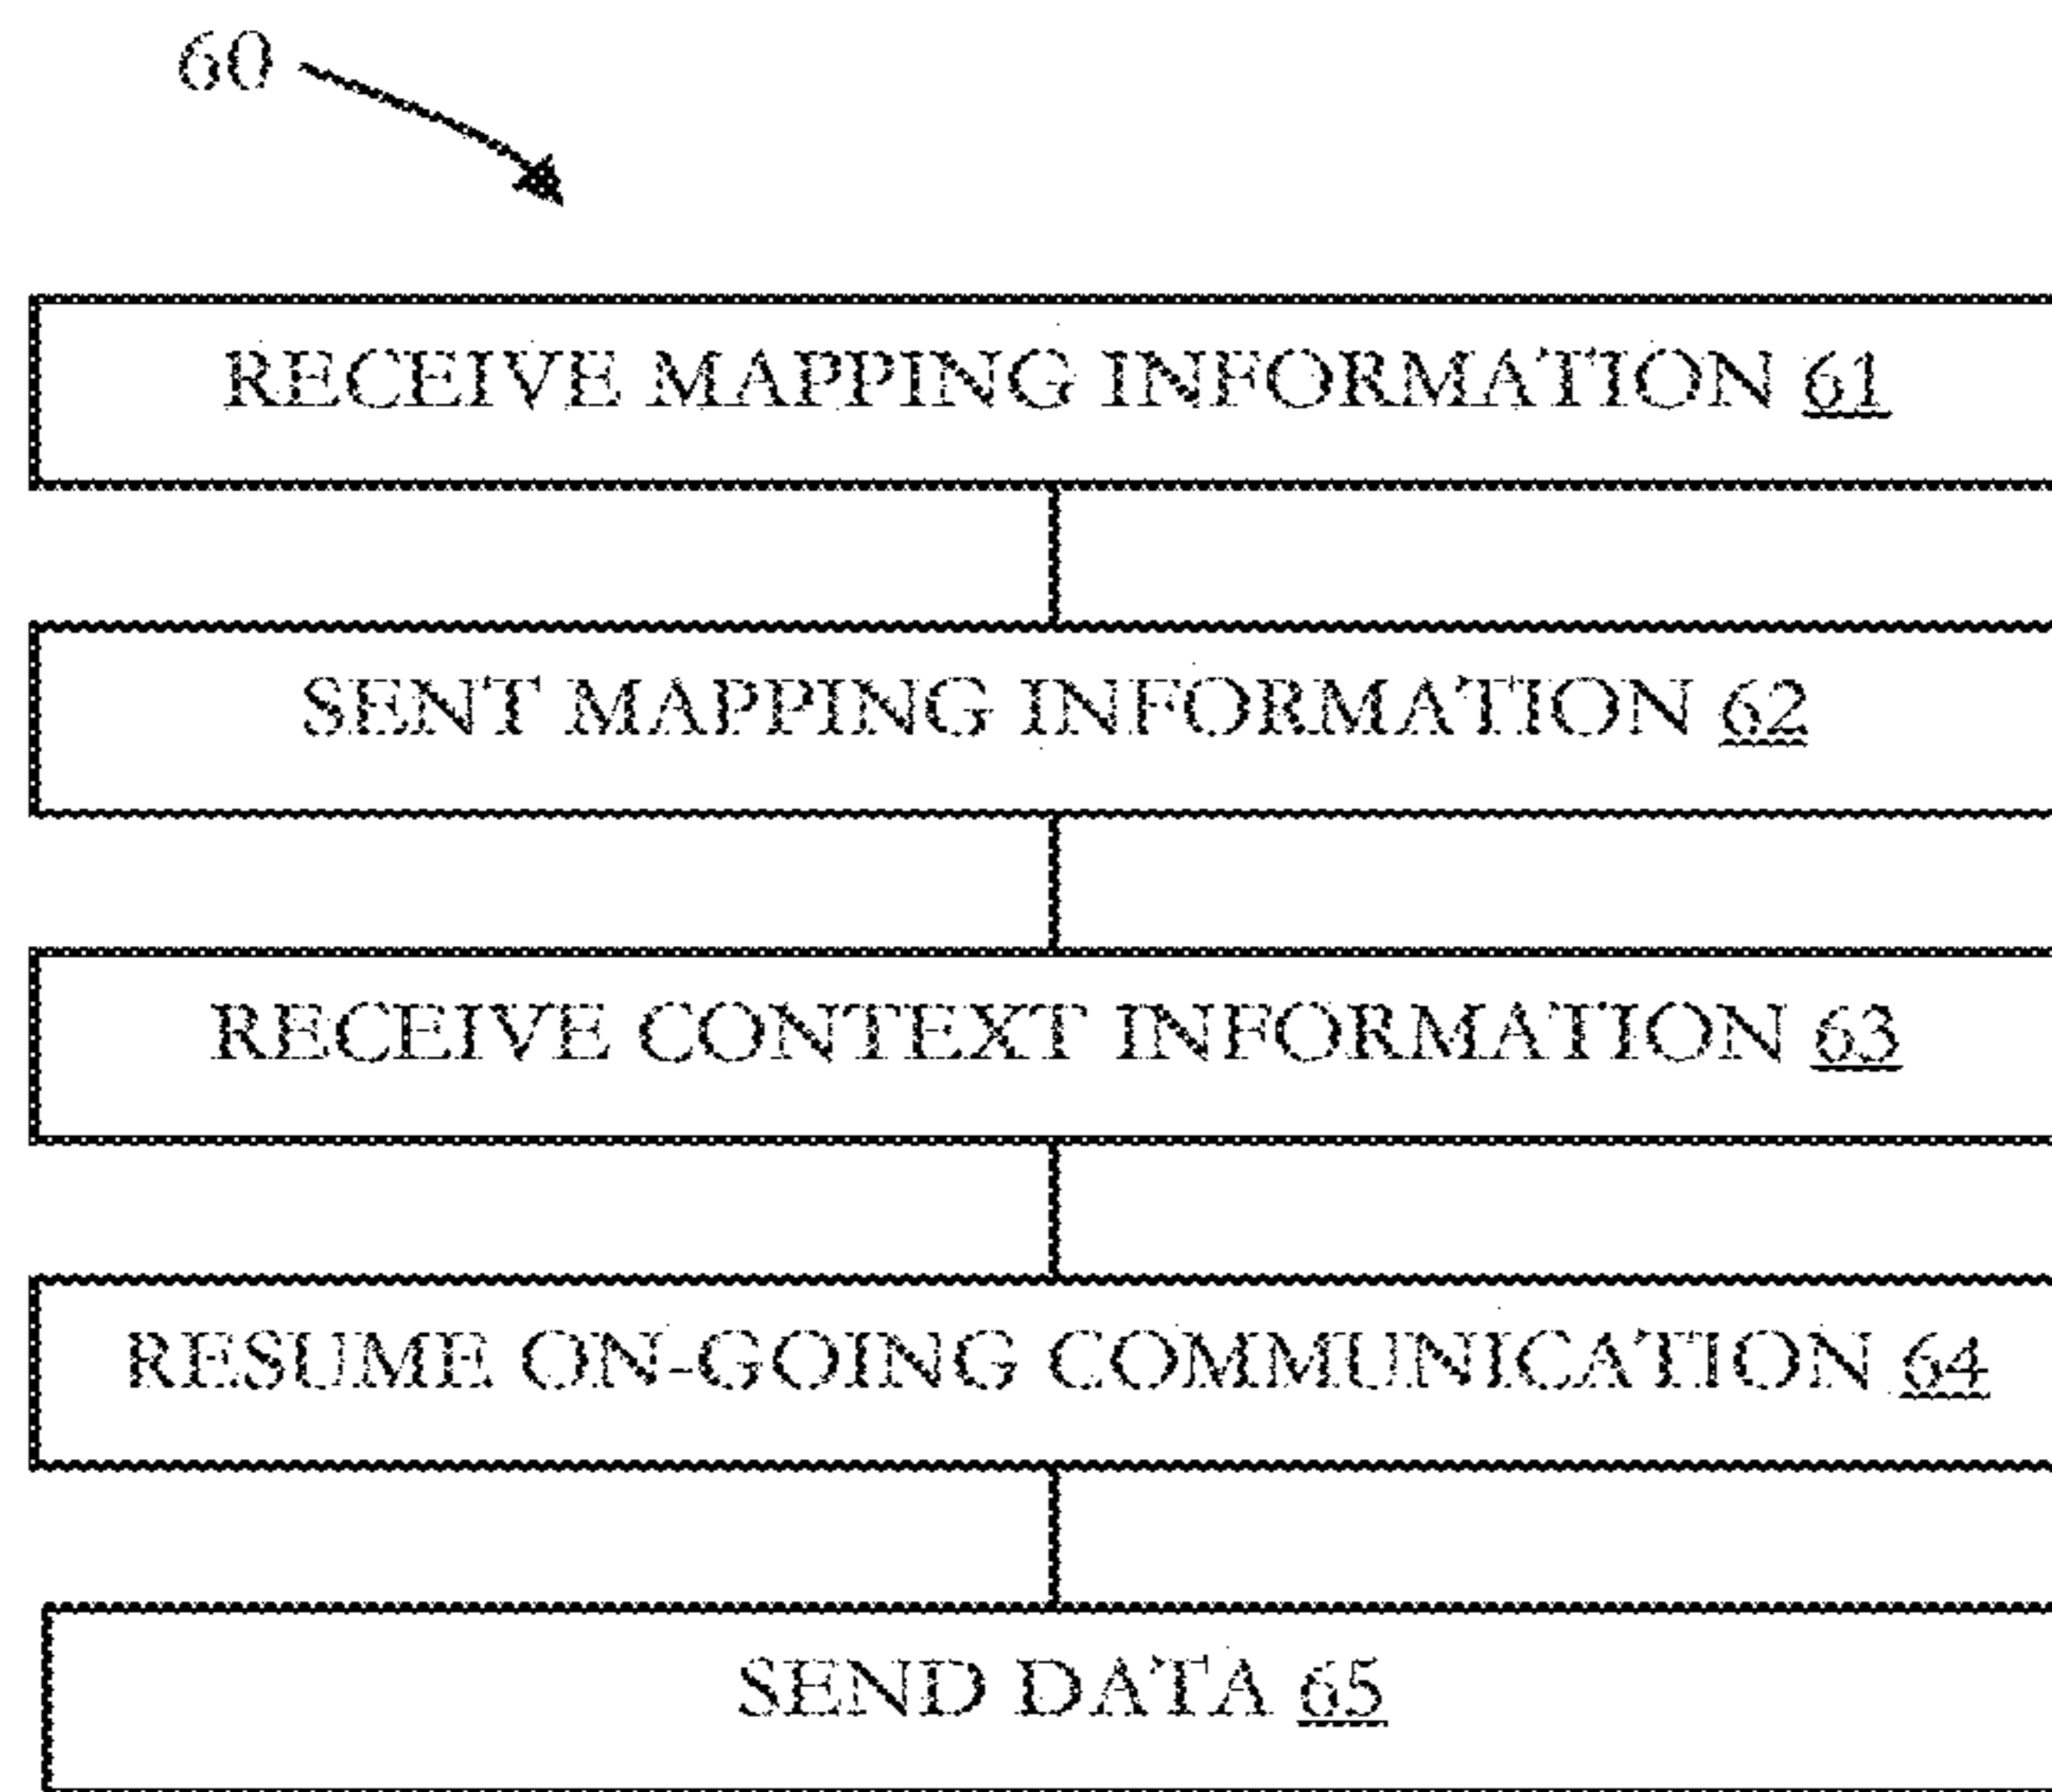 60
RECEIVE MAPPING INFORMATION 61
SENT MAPPING INFORMATION 62
RECEIVE CONTEXT INFORMATION 63
RESUME ON-GOING COMMUNICATION 64
SEND DATA 65